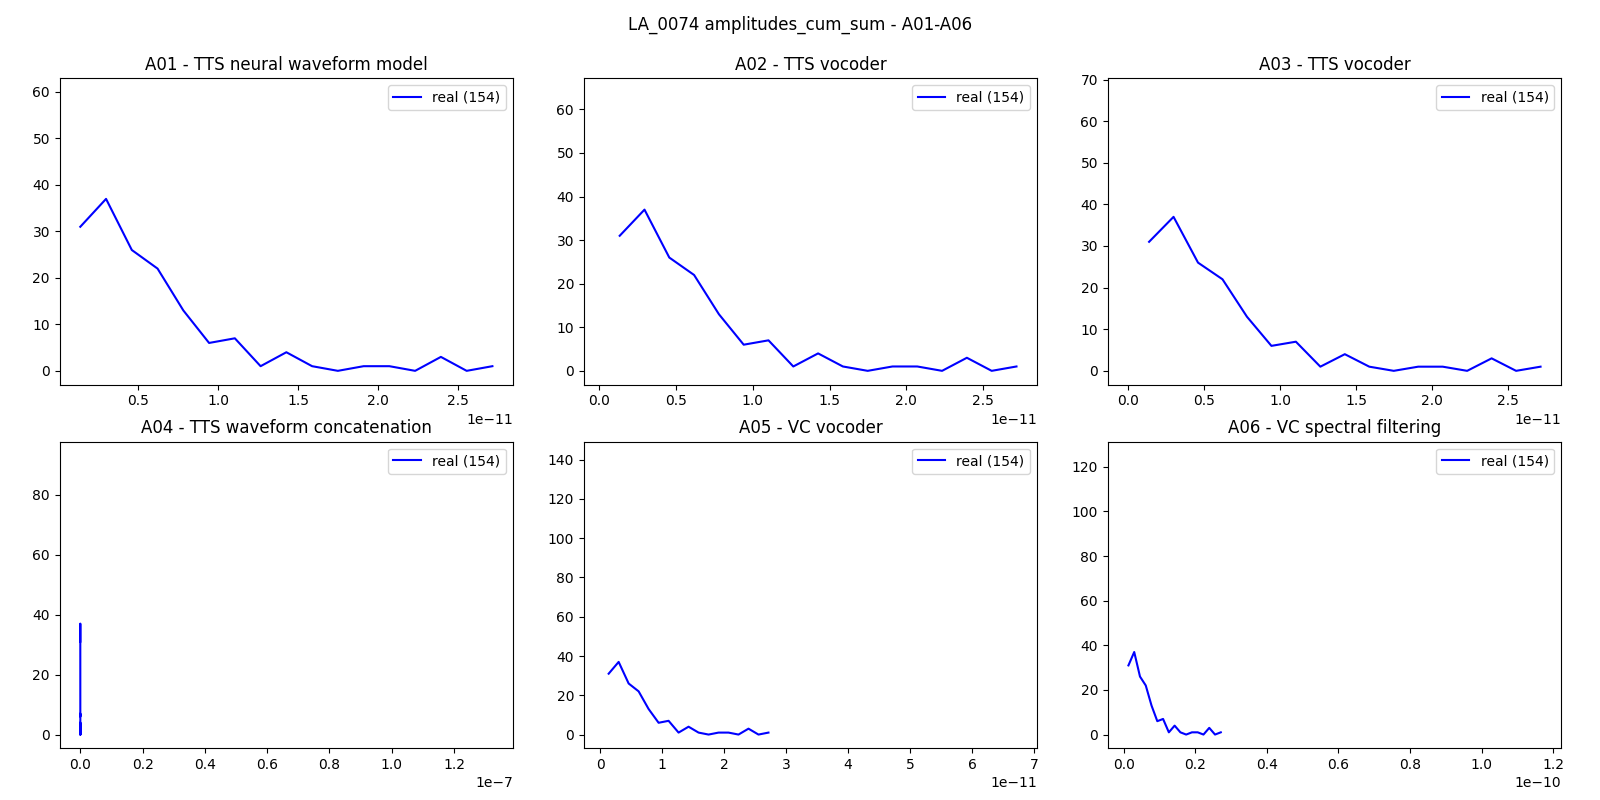 LA_0074 amplitudes_cum_sum - A01-A06
A01 - TTS neural waveform model
60
50
40
30
20
10
0
real (154)
0.5 1.0 1.5 2.0 2.5
1e−11
A02 - TTS vocoder
60
50
40
30
20
10
0
real (154)
0.0 0.5 1.0 1.5 2.0 2.5
1e−11
A03 - TTS vocoder
70
60
50
40
30
20
10
0
real (154)
0.0 0.5 1.0 1.5 2.0 2.5
1e−11
A04 - TTS waveform concatenation
80
60
40
20
0
real (154)
0.0 0.2 0.4 0.6 0.8 1.0 1.2
1e−7
A05 - VC vocoder
140
120
100
80
60
40
20
0
real (154)
0 1 2 3 4 5 6 7
1e−11
A06 - VC spectral filtering
120
100
80
60
40
20
0
real (154)
0.0 0.2 0.4 0.6 0.8 1.0 1.2
1e−10